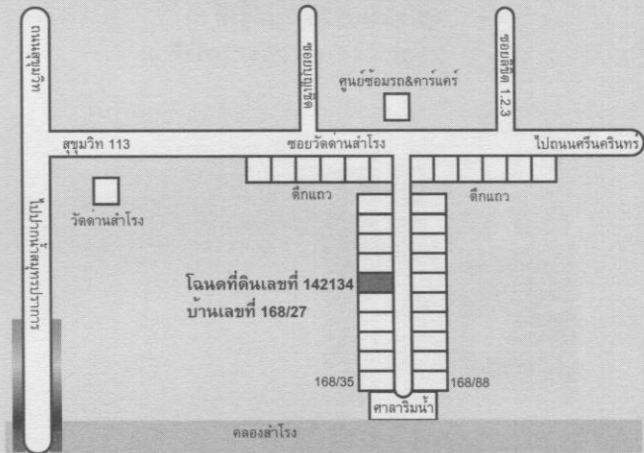 ถนนสุขุมวิท
ซอยบุญเชิด
ศูนย์ซ่อมรถ&คาร์แคร์
ซอยลิขิต 1,2,3
สุขุมวิท 113
ซอยวัดด่านสำโรง
ไปถนนศรีนครินทร์
วัดด่านสำโรง
ตึกแถว
ตึกแถว
ไปปากน้ำสมุทรปราการ
โฉนดที่ดินเลขที่ 142134
บ้านเลขที่ 168/27
168/35
168/88
ศาลาริมน้ำ
คลองสำโรง